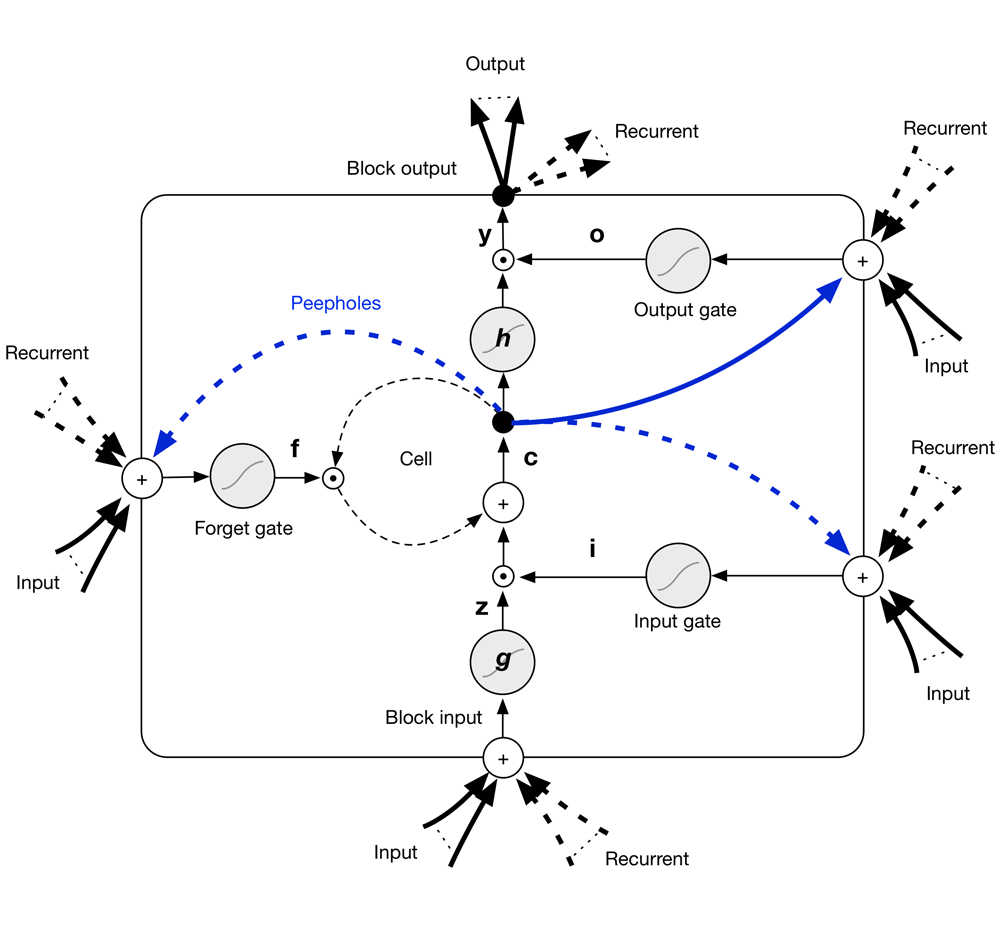 Output
Recurrent
Recurrent
Block output
y
o
Output gate
Peepholes
h
Recurrent
Input
f
Cell
c
Recurrent
Forget gate
i
Input
z
Input gate
g
Input
Block input
Input
Recurrent
+
+
+
+
+